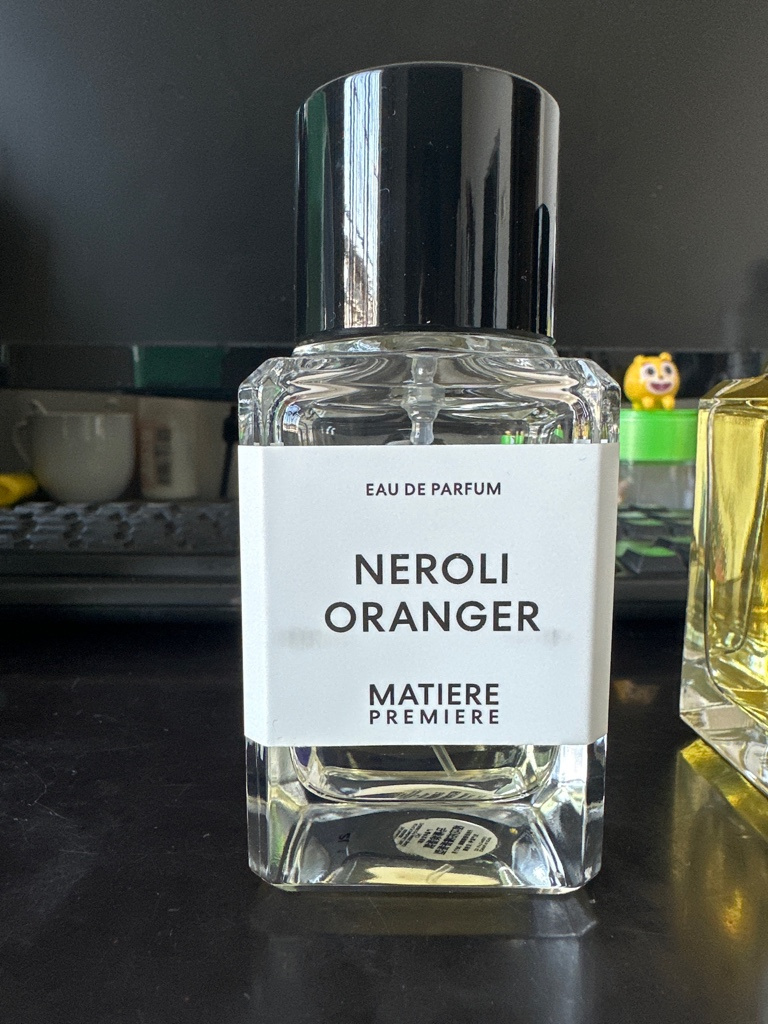 EAU DE PARFUM
NEROLI
ORANGER
MATIERE
PREMIERE